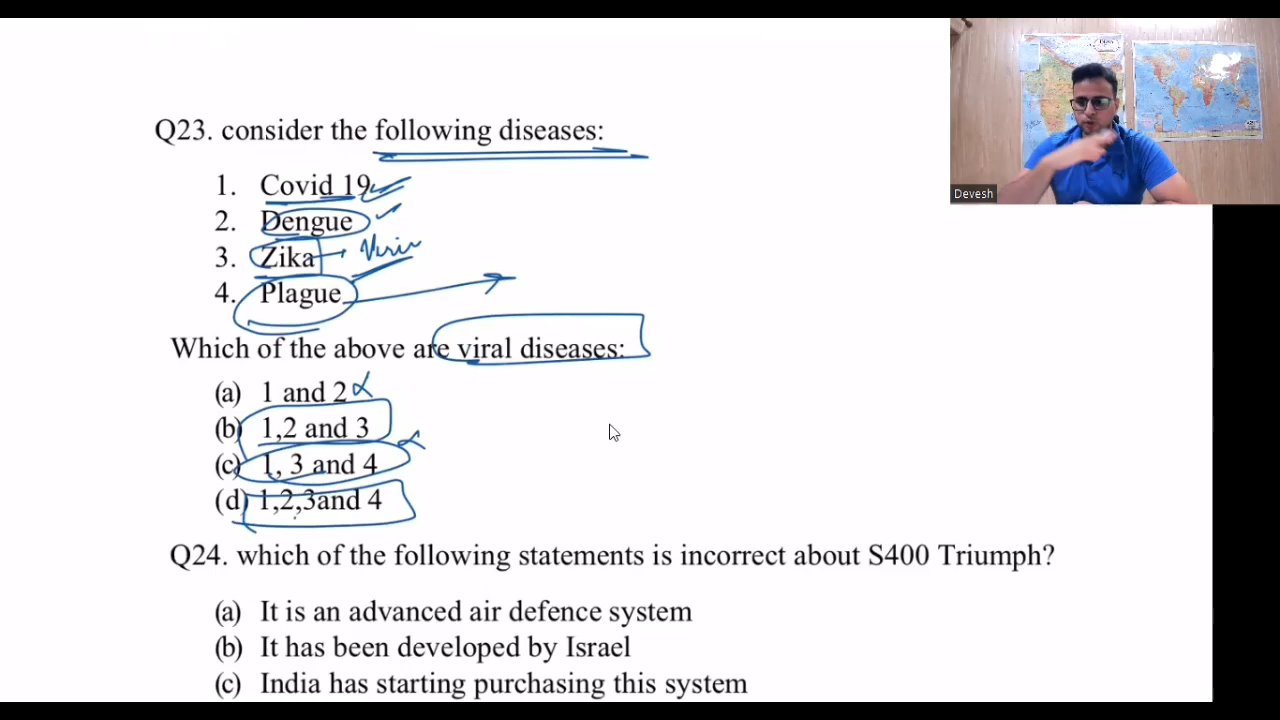 Q23. consider the following diseases:
1. Covid 19
2. Dengue
3. Zika → Virus
4. Plague
Which of the above are viral diseases:
(a) 1 and 2
(b) 1,2 and 3
(c) 1, 3 and 4
(d) 1,2,3and 4
Q24. which of the following statements is incorrect about S400 Triumph?
(a) It is an advanced air defence system
(b) It has been developed by Israel
(c) India has starting purchasing this system
Devesh